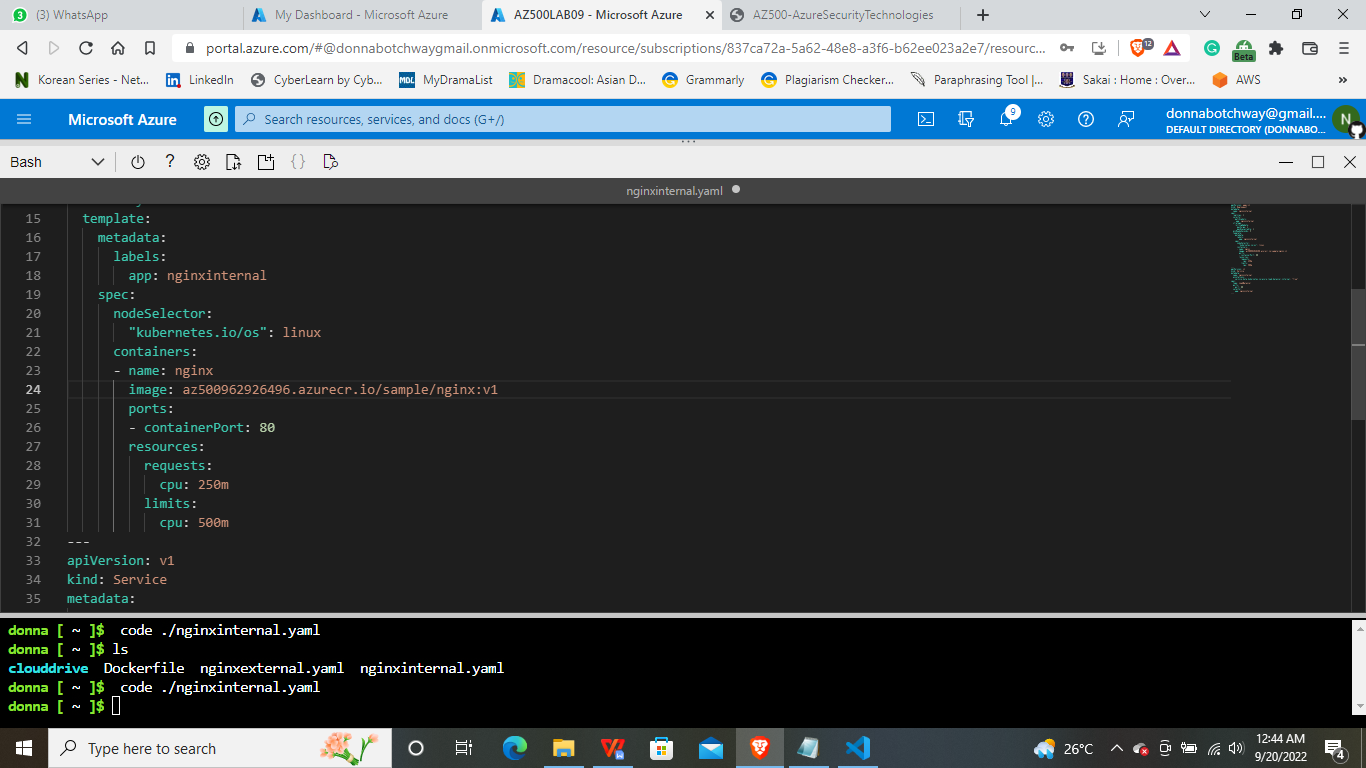 3 (3) WhatsApp
My Dashboard - Microsoft Azure
AZ500LAB09 - Microsoft Azure
AZ500-AzureSecurityTechnologies
portal.azure.com/#@donnabotchwaygmail.onmicrosoft.com/resource/subscriptions/837ca72a-5a62-48e8-a3f6-b62ee023a2e7/resourc...
12
Beta
Korean Series - Net...
LinkedIn
CyberLearn by Cyb...
MDL MyDramaList
Dramacool: Asian D...
Grammarly
Plagiarism Checker...
Paraphrasing Tool |...
Sakai : Home : Over...
AWS
»
Microsoft Azure
Search resources, services, and docs (G+/)
9
donnabotchway@gmail....
DEFAULT DIRECTORY (DONNABO...
N
Bash
nginxinternal.yaml
15 template:
16 metadata:
17 labels:
18 app: nginxinternal
19 spec:
20 nodeSelector:
21 "kubernetes.io/os": linux
22 containers:
23 - name: nginx
24 image: az500962926496.azurecr.io/sample/nginx:v1
25 ports:
26 - containerPort: 80
27 resources:
28 requests:
29 cpu: 250m
30 limits:
31 cpu: 500m
32 ---
33 apiVersion: v1
34 kind: Service
35 metadata:
donna [ ~ ]$ code ./nginxinternal.yaml
donna [ ~ ]$ ls
clouddrive Dockerfile nginxexternal.yaml nginxinternal.yaml
donna [ ~ ]$ code ./nginxinternal.yaml
donna [ ~ ]$
Type here to search
26°C
12:44 AM
9/20/2022
4